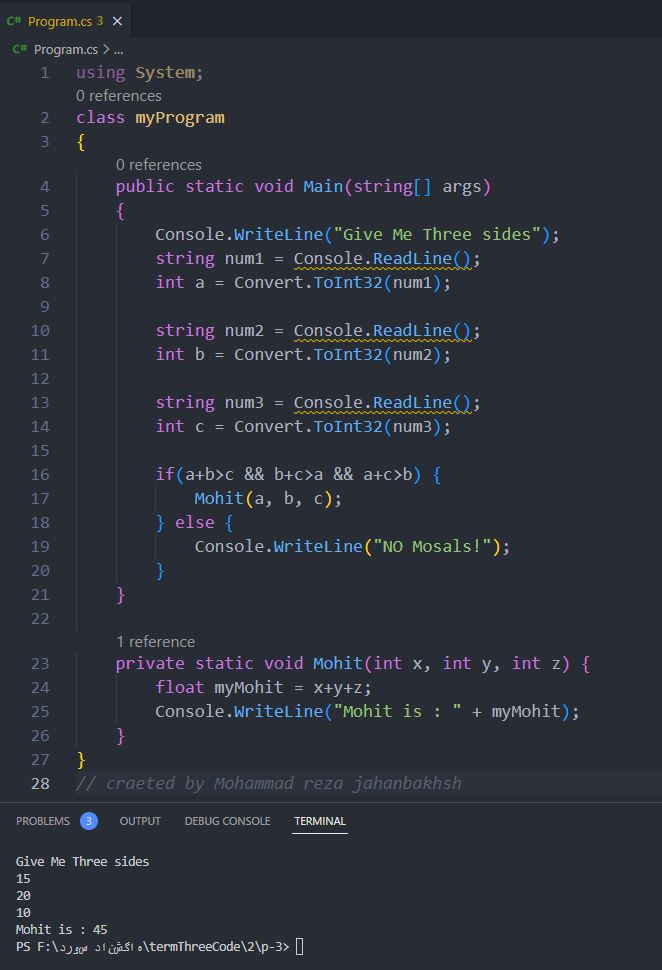 C# Program.cs 3 ×
C# Program.cs > ...
1 using System;
0 references
2 class myProgram
3 {
0 references
4 public static void Main(string[] args)
5 {
6 Console.WriteLine("Give Me Three sides");
7 string num1 = Console.ReadLine();
8 int a = Convert.ToInt32(num1);
9
10 string num2 = Console.ReadLine();
11 int b = Convert.ToInt32(num2);
12
13 string num3 = Console.ReadLine();
14 int c = Convert.ToInt32(num3);
15
16 if(a+b>c && b+c>a && a+c>b) {
17 Mohit(a, b, c);
18 } else {
19 Console.WriteLine("NO Mosals!");
20 }
21 }
22
1 reference
23 private static void Mohit(int x, int y, int z) {
24 float myMohit = x+y+z;
25 Console.WriteLine("Mohit is : " + myMohit);
26 }
27 }
28 // craeted by Mohammad reza jahanbakhsh
PROBLEMS 3 OUTPUT DEBUG CONSOLE TERMINAL
Give Me Three sides
15
20
10
Mohit is : 45
PS F:\دروس دانشگاه\termThreeCode\2\p-3>